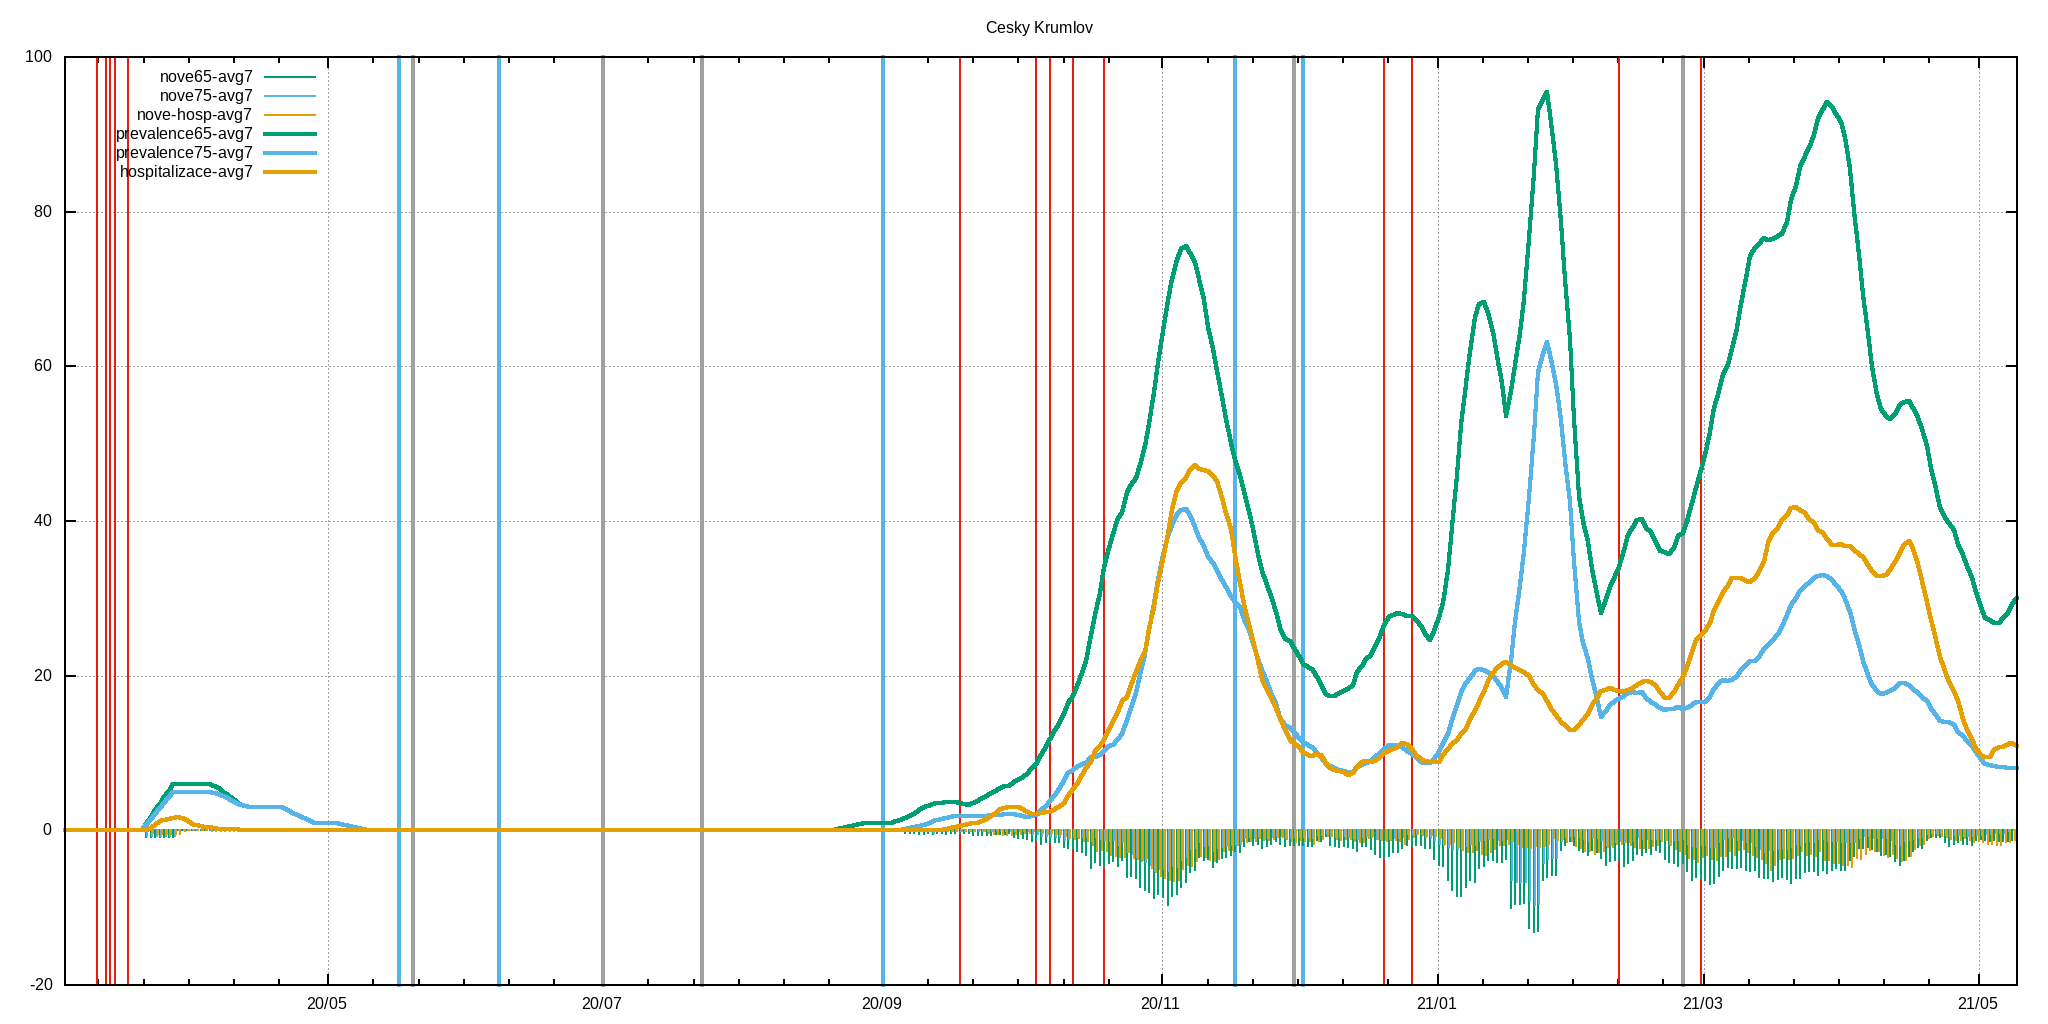 Cesky Krumlov
100
nove65-avg7
nove75-avg7
nove-hosp-avg7
prevalence65-avg7
prevalence75-avg7
hospitalizace-avg7
80
60
40
20
0
-20
20/05 20/07 20/09 20/11 21/01 21/03 21/05